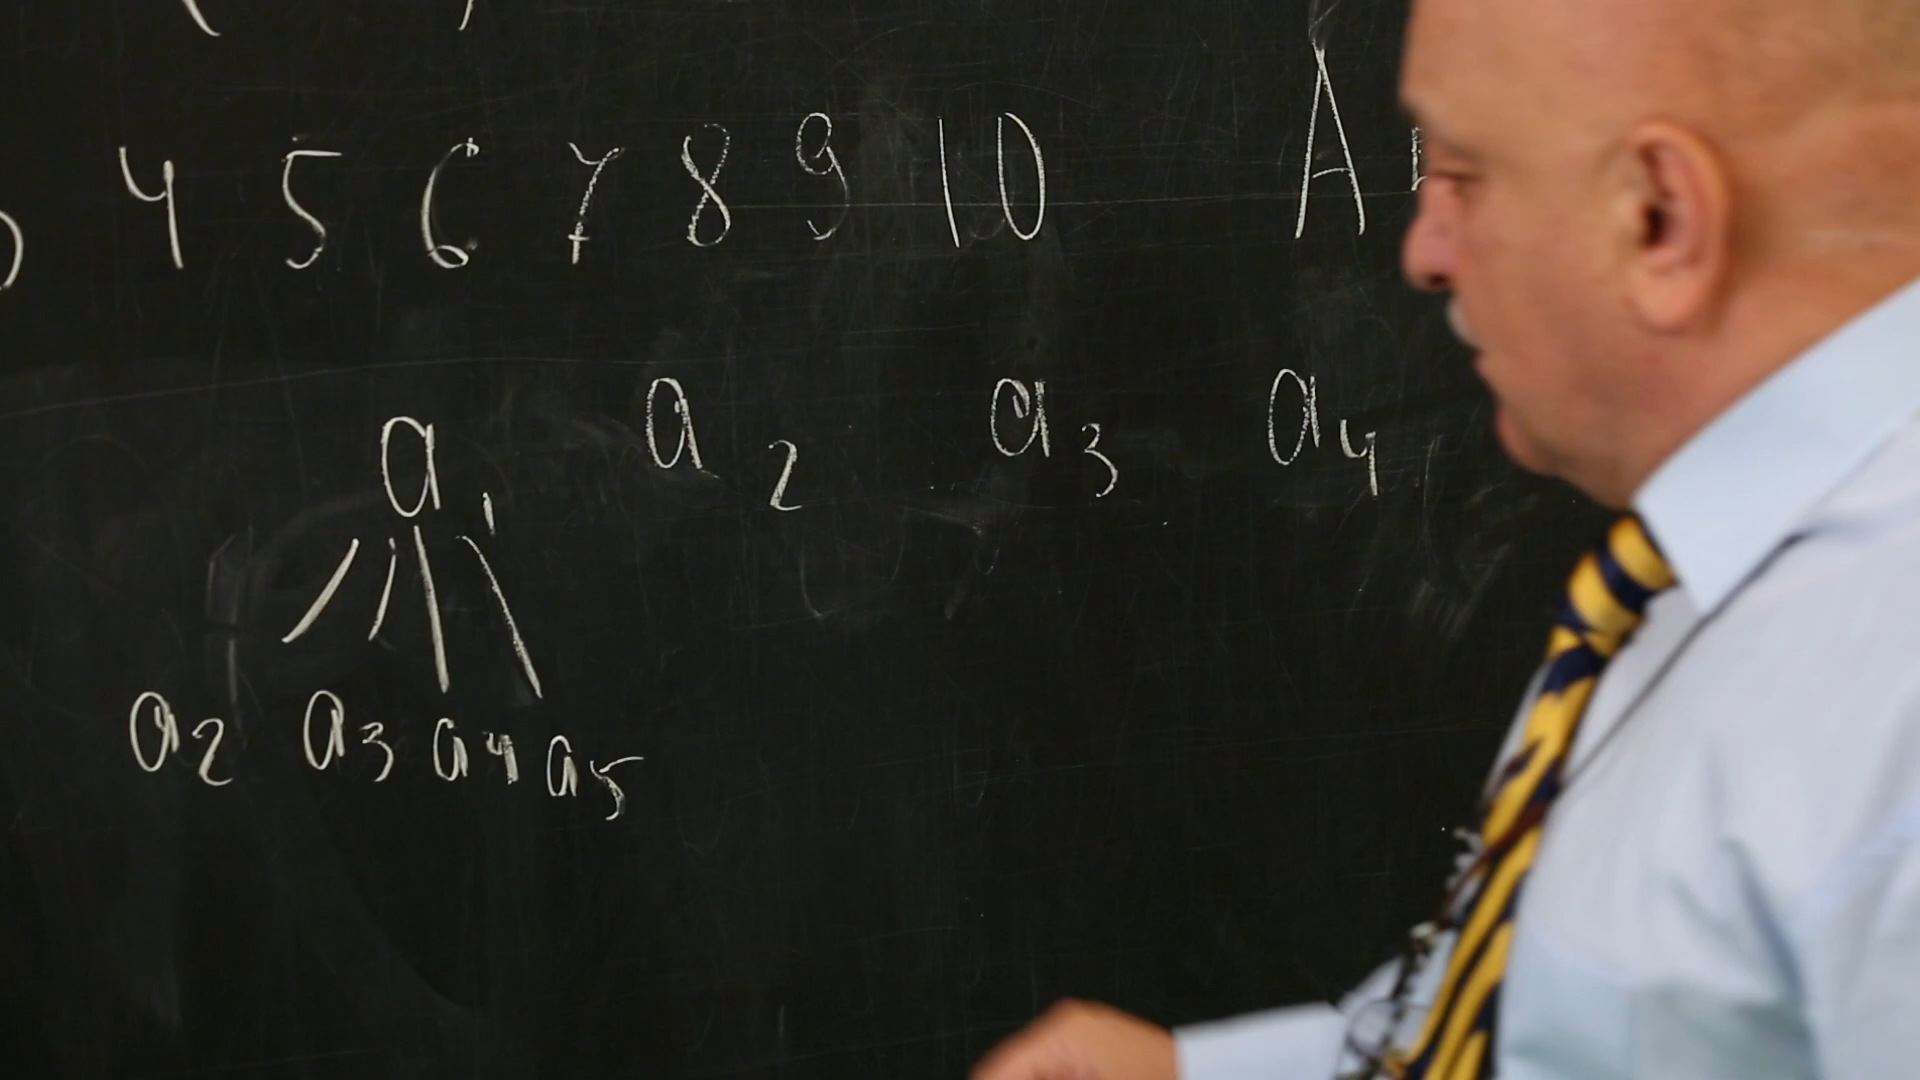 4 5 6 7 8 9 10 A
a₁ a₂ a₃ a₄
a₂ a₃ a₄ a₅